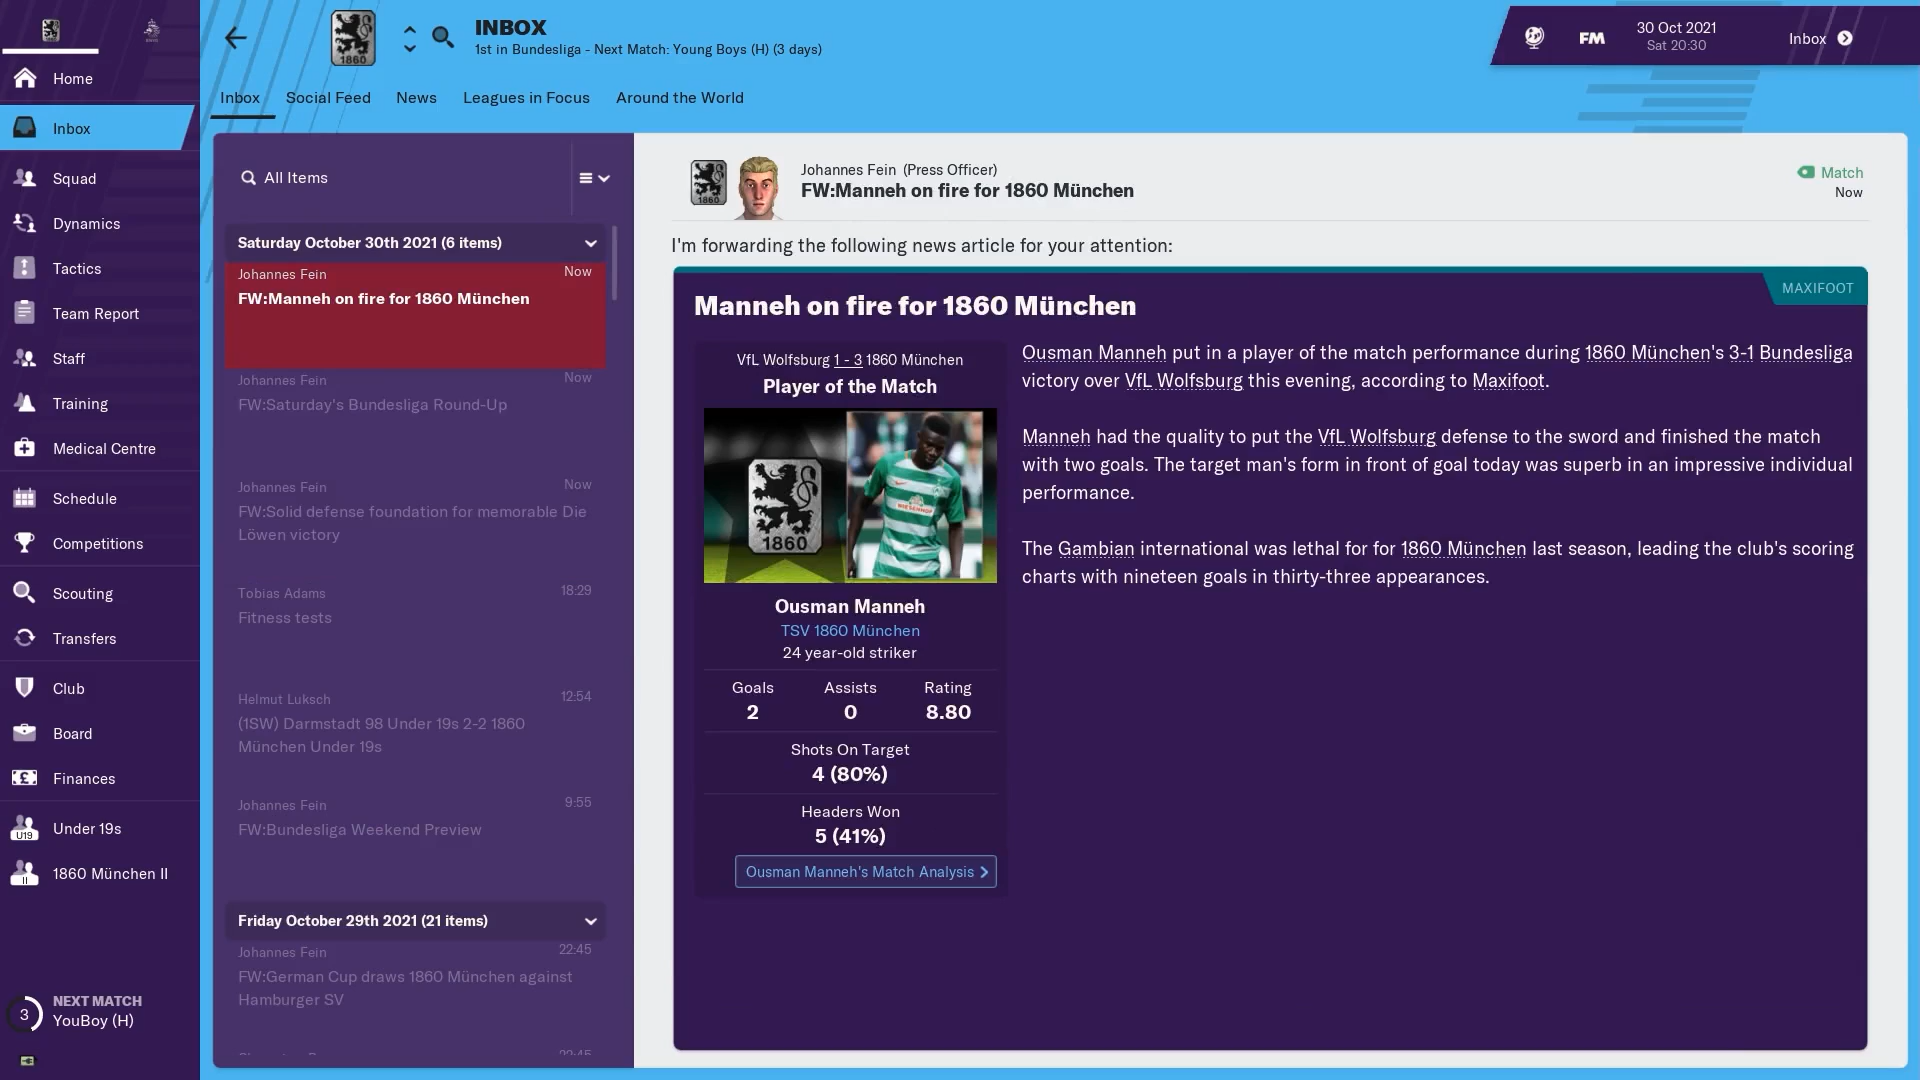 INBOX
1st in Bundesliga - Next Match: Young Boys (H) (3 days)
FM
30 Oct 2021
Sat 20:30
Inbox
Home
Inbox
Squad
Dynamics
Tactics
Team Report
Staff
Training
Medical Centre
Schedule
Competitions
Scouting
Transfers
Club
Board
Finances
U19
Under 19s
II
1860 München II
3
NEXT MATCH
YouBoy (H)
Inbox
Social Feed
News
Leagues in Focus
Around the World
All Items
Saturday October 30th 2021 (6 items)
Johannes Fein
Now
FW:Manneh on fire for 1860 München
Johannes Fein
Now
FW:Saturday's Bundesliga Round-Up
Johannes Fein
Now
FW:Solid defense foundation for memorable Die
Löwen victory
Tobias Adams
18:29
Fitness tests
Helmut Luksch
12:54
(1SW) Darmstadt 98 Under 19s 2-2 1860
München Under 19s
Johannes Fein
9:55
FW:Bundesliga Weekend Preview
Friday October 29th 2021 (21 items)
Johannes Fein
22:45
FW:German Cup draws 1860 München against
Hamburger SV
22:45
1860
1860
Johannes Fein (Press Officer)
FW:Manneh on fire for 1860 München
Match
Now
I'm forwarding the following news article for your attention:
MAXIFOOT
Manneh on fire for 1860 München
VfL Wolfsburg 1 - 3 1860 München
Player of the Match
1860
WIESENHOF
Ousman Manneh
TSV 1860 München
24 year-old striker
Goals
Assists
Rating
2
0
8.80
Shots On Target
4 (80%)
Headers Won
5 (41%)
Ousman Manneh's Match Analysis
Ousman Manneh put in a player of the match performance during 1860 München's 3-1 Bundesliga
victory over VfL Wolfsburg this evening, according to Maxifoot.
Manneh had the quality to put the VfL Wolfsburg defense to the sword and finished the match
with two goals. The target man's form in front of goal today was superb in an impressive individual
performance.
The Gambian international was lethal for for 1860 München last season, leading the club's scoring
charts with nineteen goals in thirty-three appearances.